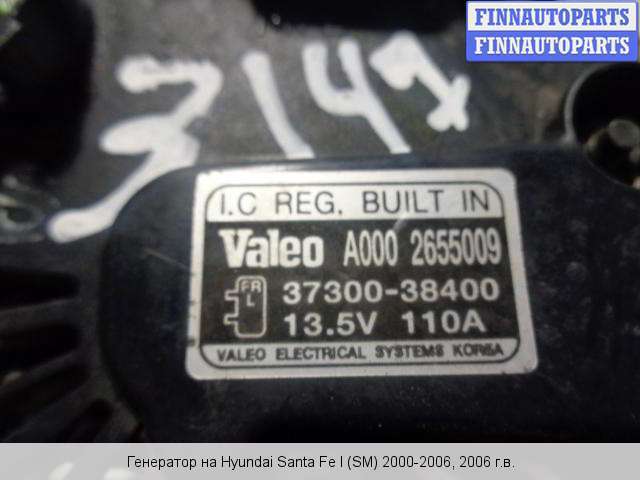 FINNAUTOPARTS
FINNAUTOPARTS
3147
I.C REG. BUILT IN
Valeo A000 2655009
FR
L
37300-38400
13.5V 110A
VALEO ELECTRICAL SYSTEMS KOREA
Генератор на Hyundai Santa Fe I (SM) 2000-2006, 2006 г.в.